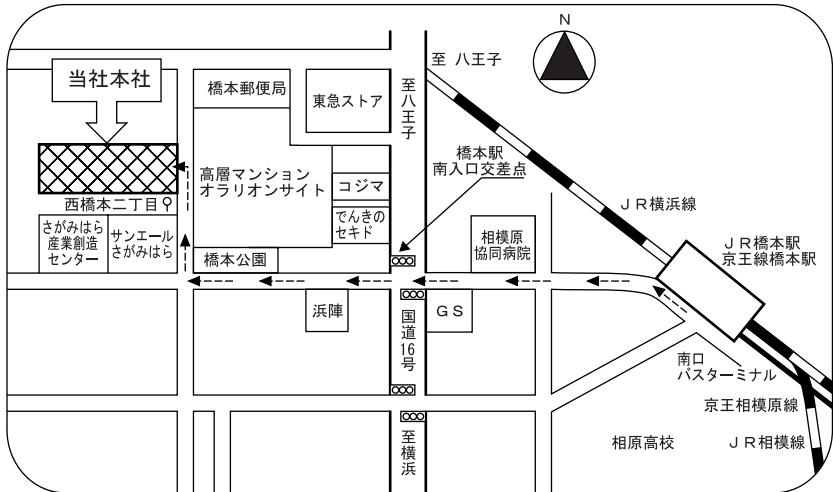 N
至 八王子
当社本社
橋本郵便局
東急ストア
至八王子
橋本駅
南入口交差点
高層マンション
オラリオンサイト
コジマ
でんきの
セキド
西橋本二丁目
さがみはら
産業創造
センター
サンエール
さがみはら
橋本公園
相模原
協同病院
JR横浜線
JR橋本駅
京王線橋本駅
浜陣
国道16号
GS
南口
バスターミナル
京王相模原線
相原高校
JR相模線
至横浜